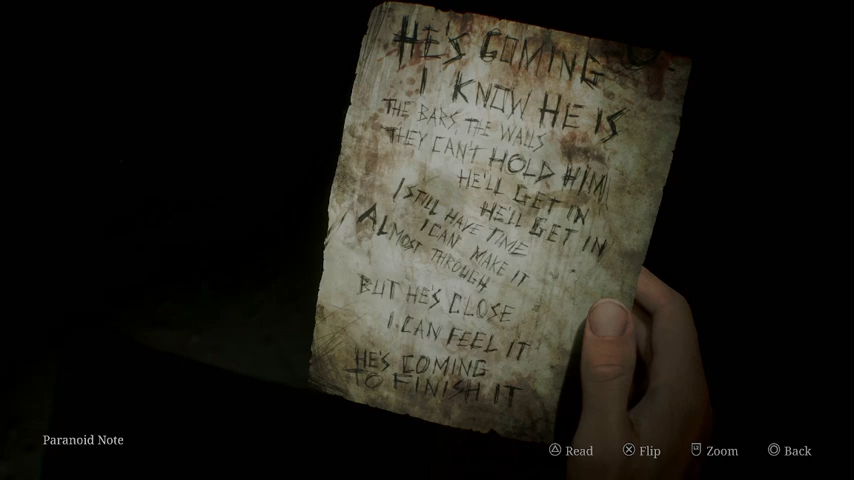 HE'S COMING
I KNOW HE IS
THE BARS THE WALLS
THEY CAN'T HOLD HIM
HE'LL GET IN
HE'LL GET IN
I STILL HAVE TIME
I CAN MAKE IT
ALMOST THROUGH
BUT HE'S CLOSE
I CAN FEEL IT
HE'S COMING
TO FINISH IT
Paranoid Note
Read Flip Zoom Back